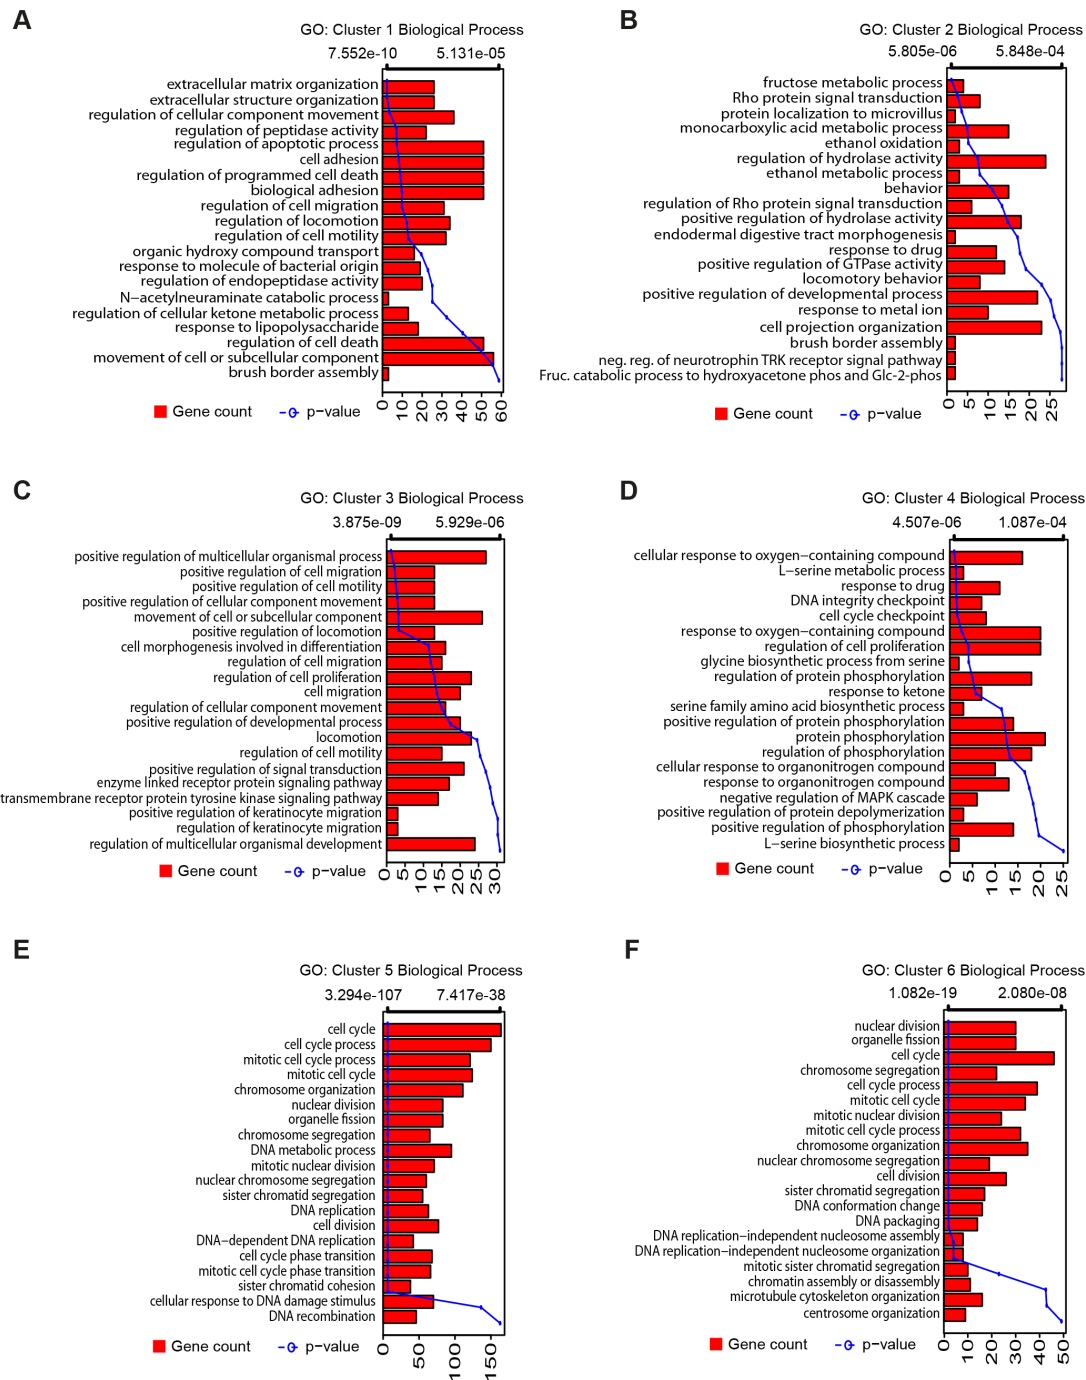 A
GO: Cluster 1 Biological Process
7.552e-10 5.131e-05
extracellular matrix organization
extracellular structure organization
regulation of cellular component movement
regulation of peptidase activity
regulation of apoptotic process
cell adhesion
regulation of programmed cell death
biological adhesion
regulation of cell migration
regulation of locomotion
regulation of cell motility
organic hydroxy compound transport
response to molecule of bacterial origin
regulation of endopeptidase activity
N−acetylneuraminate catabolic process
regulation of cellular ketone metabolic process
response to lipopolysaccharide
regulation of cell death
movement of cell or subcellular component
brush border assembly
0 10 20 30 40 50 60
Gene count p−value
B
GO: Cluster 2 Biological Process
5.805e-06 5.848e-04
fructose metabolic process
Rho protein signal transduction
protein localization to microvillus
monocarboxylic acid metabolic process
ethanol oxidation
regulation of hydrolase activity
ethanol metabolic process
behavior
regulation of Rho protein signal transduction
positive regulation of hydrolase activity
endodermal digestive tract morphogenesis
response to drug
positive regulation of GTPase activity
locomotory behavior
positive regulation of developmental process
response to metal ion
cell projection organization
brush border assembly
neg. reg. of neurotrophin TRK receptor signal pathway
Fruc. catabolic process to hydroxyacetone phos and Glc-2-phos
0 5 10 15 20 25
Gene count p−value
C
GO: Cluster 3 Biological Process
3.875e-09 5.929e-06
positive regulation of multicellular organismal process
positive regulation of cell migration
positive regulation of cell motility
positive regulation of cellular component movement
movement of cell or subcellular component
positive regulation of locomotion
cell morphogenesis involved in differentiation
regulation of cell migration
regulation of cell proliferation
cell migration
regulation of cellular component movement
positive regulation of developmental process
locomotion
regulation of cell motility
positive regulation of signal transduction
enzyme linked receptor protein signaling pathway
transmembrane receptor protein tyrosine kinase signaling pathway
positive regulation of keratinocyte migration
regulation of keratinocyte migration
regulation of multicellular organismal development
0 5 10 15 20 25 30
Gene count p−value
D
GO: Cluster 4 Biological Process
4.507e-06 1.087e-04
cellular response to oxygen−containing compound
L−serine metabolic process
response to drug
DNA integrity checkpoint
cell cycle checkpoint
response to oxygen−containing compound
regulation of cell proliferation
glycine biosynthetic process from serine
regulation of protein phosphorylation
response to ketone
serine family amino acid biosynthetic process
positive regulation of protein phosphorylation
protein phosphorylation
regulation of phosphorylation
cellular response to organonitrogen compound
response to organonitrogen compound
negative regulation of MAPK cascade
positive regulation of protein depolymerization
positive regulation of phosphorylation
L−serine biosynthetic process
0 5 10 15 20 25
Gene count p−value
E
GO: Cluster 5 Biological Process
3.294e-107 7.417e-38
cell cycle
cell cycle process
mitotic cell cycle process
mitotic cell cycle
chromosome organization
nuclear division
organelle fission
chromosome segregation
DNA metabolic process
mitotic nuclear division
nuclear chromosome segregation
sister chromatid segregation
DNA replication
cell division
DNA−dependent DNA replication
cell cycle phase transition
mitotic cell cycle phase transition
sister chromatid cohesion
cellular response to DNA damage stimulus
DNA recombination
0 50 100 150
Gene count p−value
F
GO: Cluster 6 Biological Process
1.082e-19 2.080e-08
nuclear division
organelle fission
cell cycle
chromosome segregation
cell cycle process
mitotic cell cycle
mitotic nuclear division
mitotic cell cycle process
chromosome organization
nuclear chromosome segregation
cell division
sister chromatid segregation
DNA conformation change
DNA packaging
DNA replication−independent nucleosome assembly
DNA replication−independent nucleosome organization
mitotic sister chromatid segregation
chromatin assembly or disassembly
microtubule cytoskeleton organization
centrosome organization
0 10 20 30 40 50
Gene count p−value